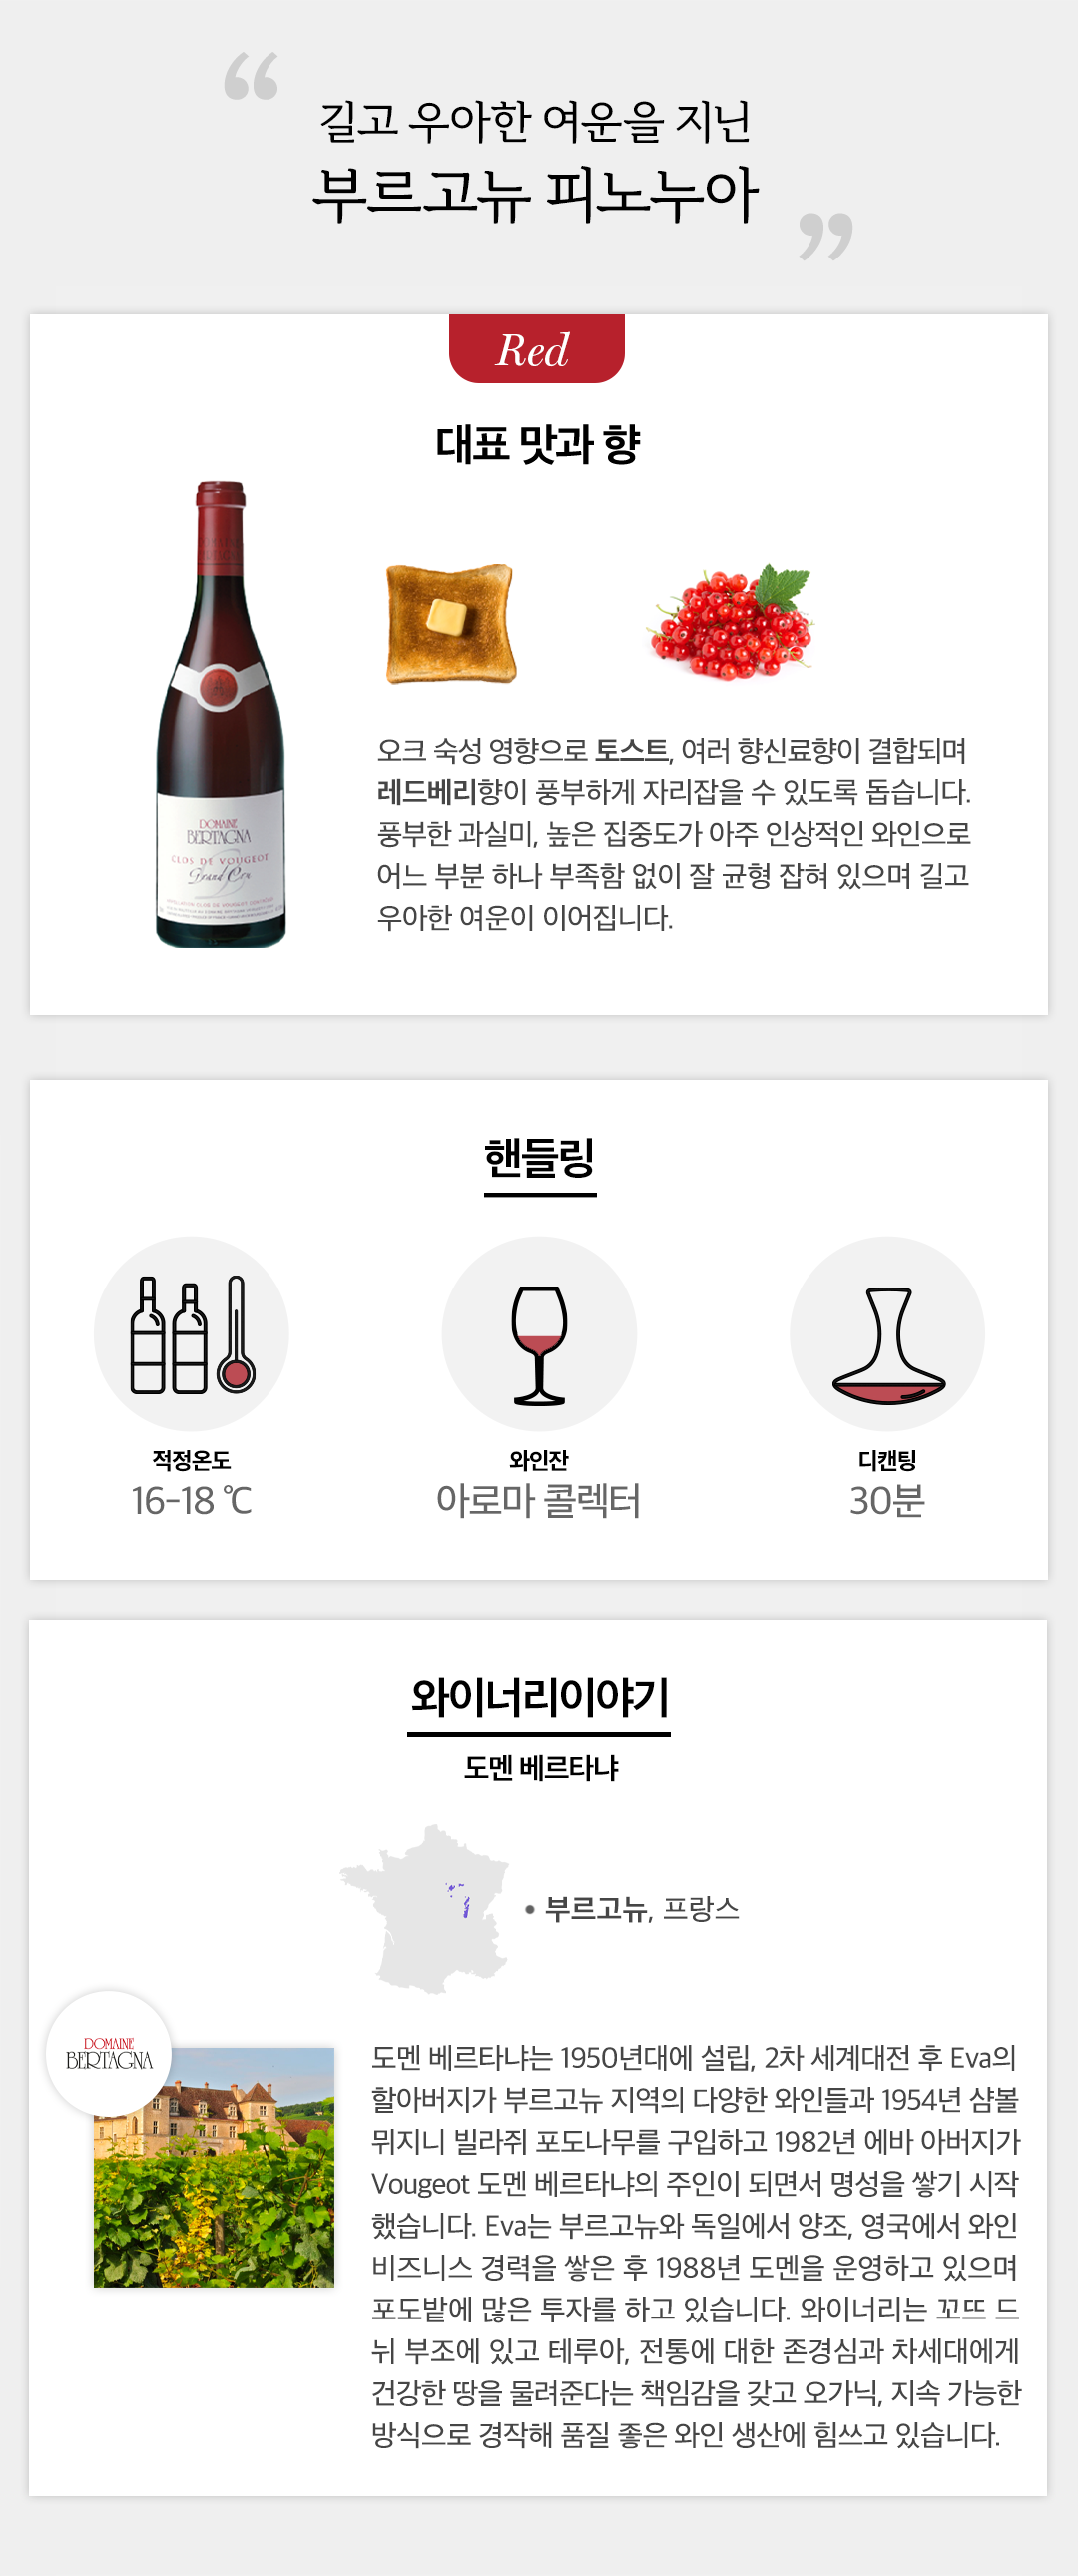 “
길고 우아한 여운을 지닌
부르고뉴 피노누아
”
Red
대표 맛과 향
DOMAINE
BERTAGNA
CLOS DE VOUGEOT
Grand Cru
오크 숙성 영향으로 토스트, 여러 향신료향이 결합되며
레드베리향이 풍부하게 자리잡을 수 있도록 돕습니다.
풍부한 과실미, 높은 집중도가 아주 인상적인 와인으로
어느 부분 하나 부족함 없이 잘 균형 잡혀 있으며 길고
우아한 여운이 이어집니다.
핸들링
적정온도
16-18 ℃
와인잔
아로마 콜렉터
디캔팅
30분
와이너리이야기
도멘 베르타냐
• 부르고뉴, 프랑스
DOMAINE
BERTAGNA
도멘 베르타냐는 1950년대에 설립, 2차 세계대전 후 Eva의
할아버지가 부르고뉴 지역의 다양한 와인들과 1954년 샴볼
뮈지니 빌라쥐 포도나무를 구입하고 1982년 에바 아버지가
Vougeot 도멘 베르타냐의 주인이 되면서 명성을 쌓기 시작
했습니다. Eva는 부르고뉴와 독일에서 양조, 영국에서 와인
비즈니스 경력을 쌓은 후 1988년 도멘을 운영하고 있으며
포도밭에 많은 투자를 하고 있습니다. 와이너리는 꼬뜨 드
뉘 부조에 있고 테루아, 전통에 대한 존경심과 차세대에게
건강한 땅을 물려준다는 책임감을 갖고 오가닉, 지속 가능한
방식으로 경작해 품질 좋은 와인 생산에 힘쓰고 있습니다.